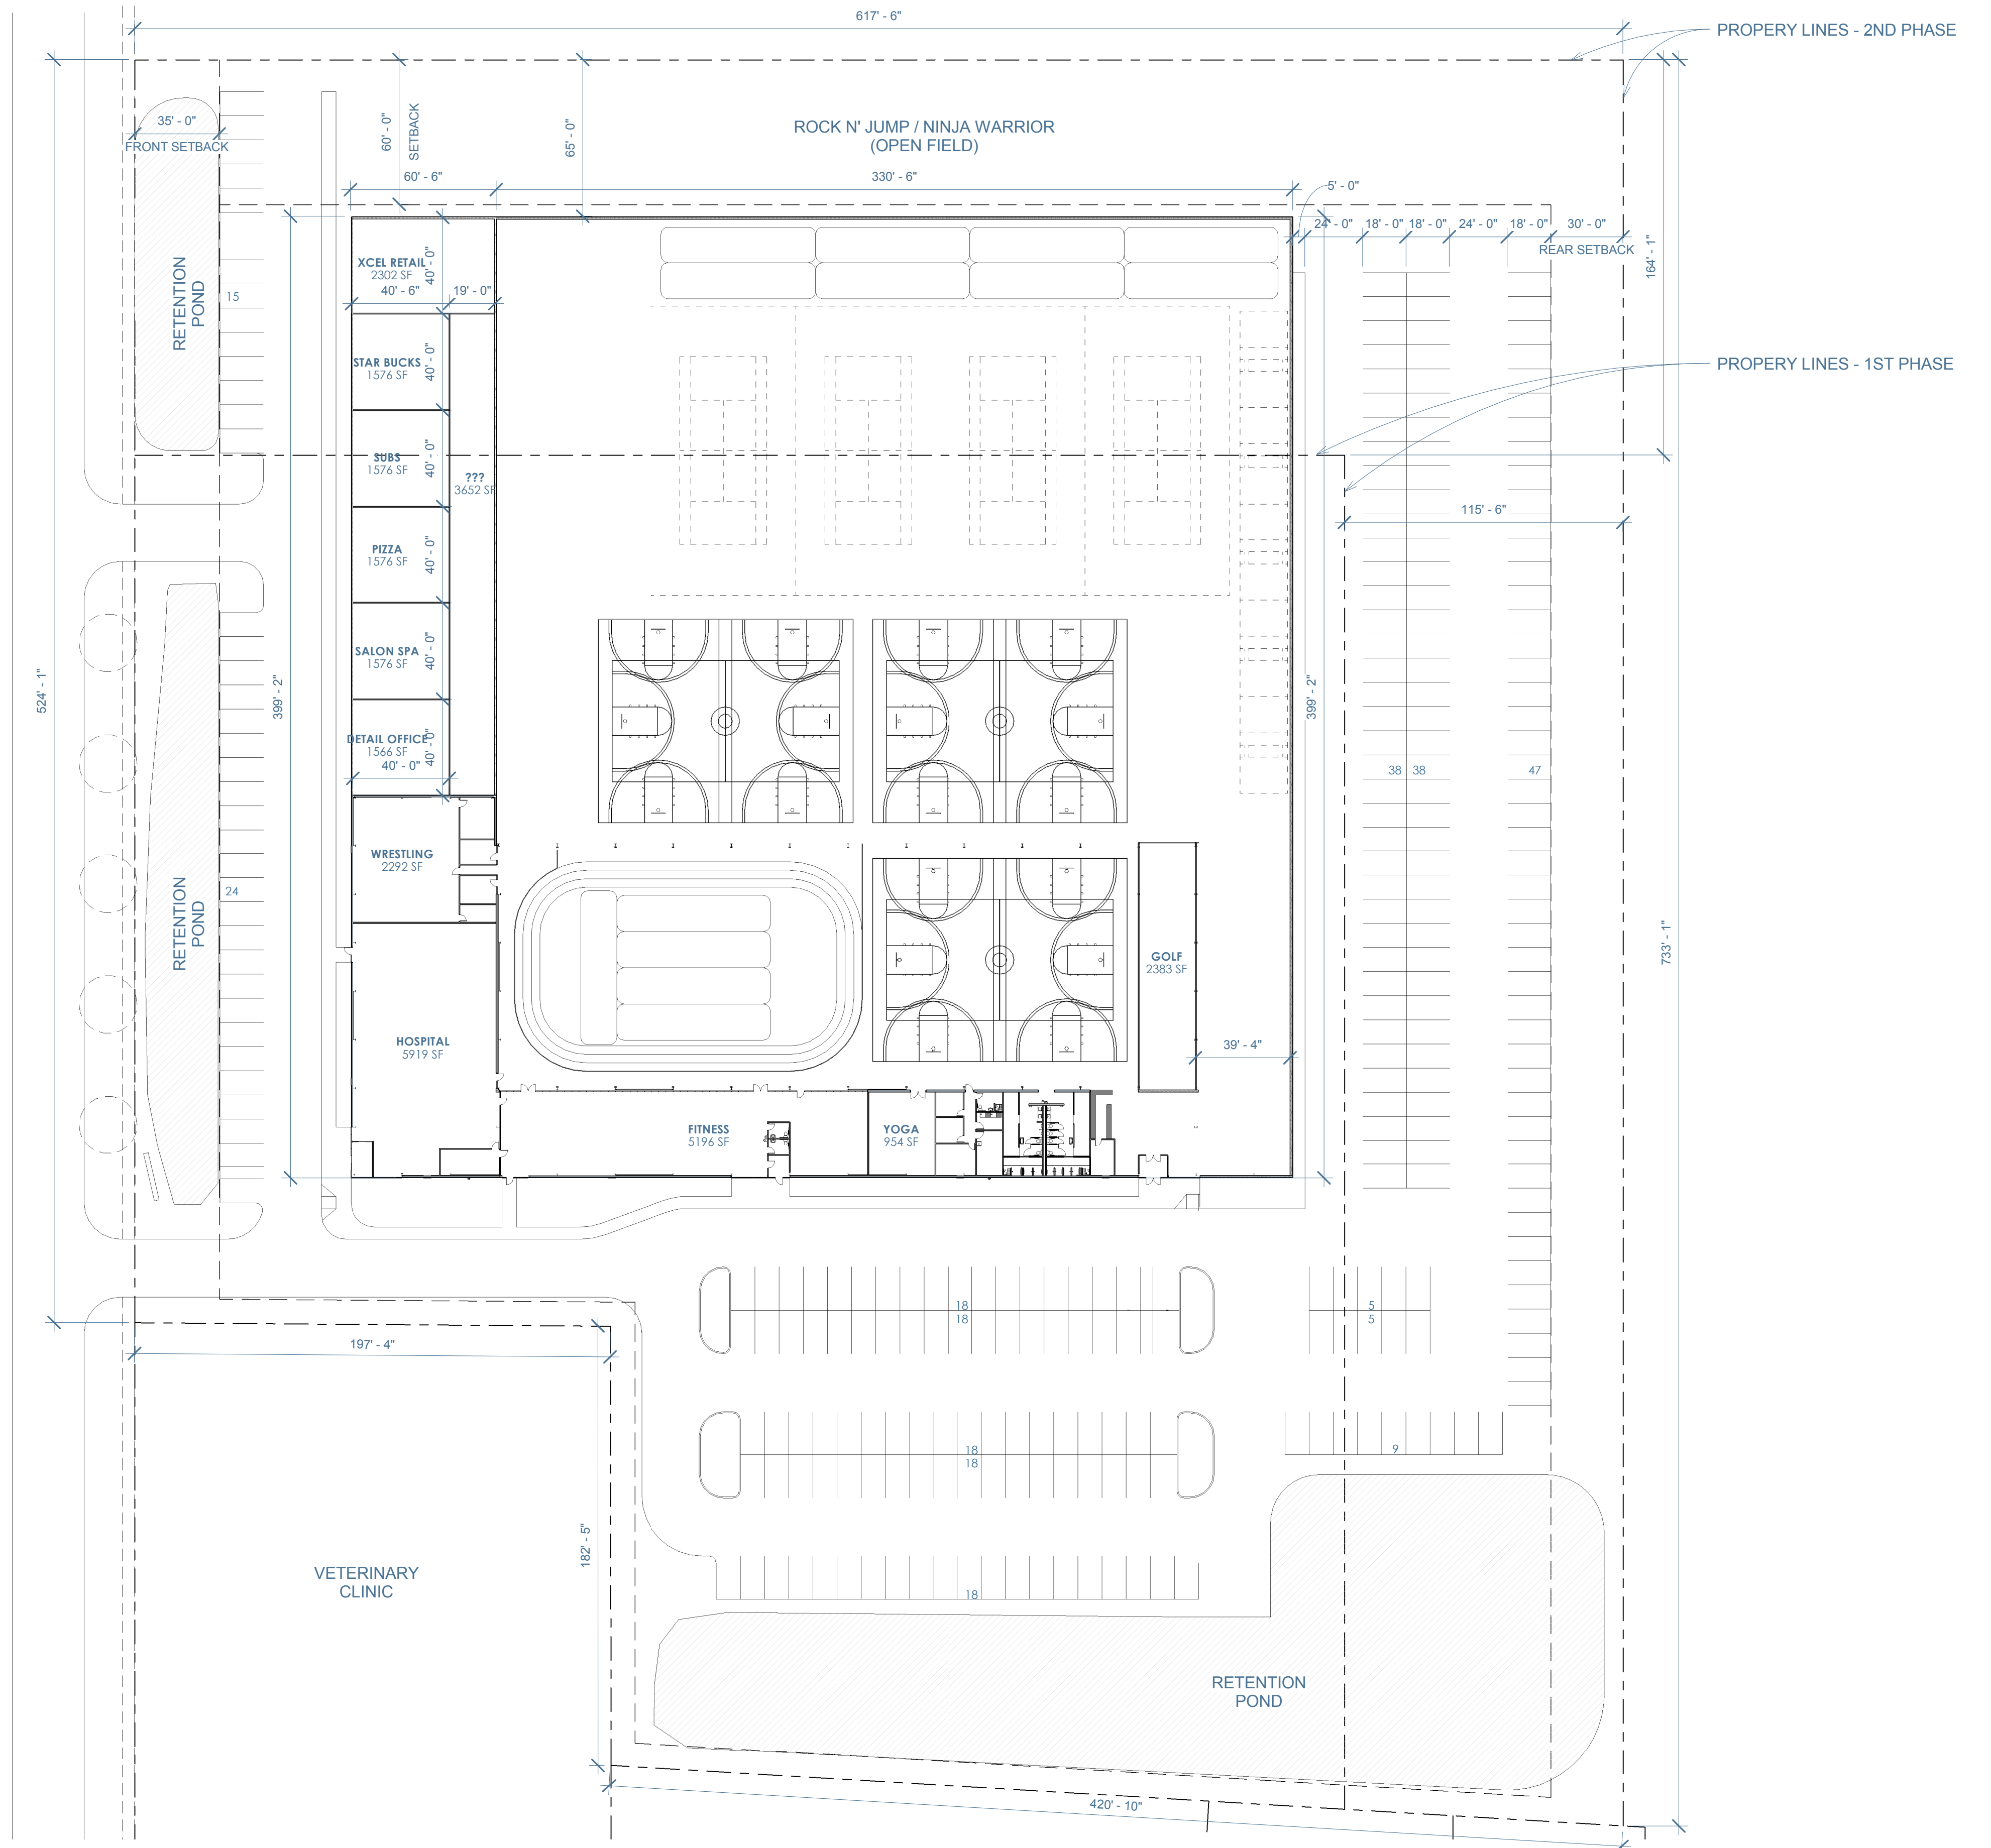 617' - 6"
PROPERY LINES - 2ND PHASE
35' - 0"
FRONT SETBACK
60' - 0"
SETBACK
65' - 0"
ROCK N' JUMP / NINJA WARRIOR
(OPEN FIELD)
60' - 6"
330' - 6"
5' - 0"
24' - 0"
18' - 0"
18' - 0"
24' - 0"
18' - 0"
30' - 0"
REAR SETBACK
164' - 1"
RETENTION
POND
15
XCEL RETAIL
2302 SF
40' - 0"
40' - 6"
19' - 0"
STAR BUCKS
1576 SF
40' - 0"
PROPERY LINES - 1ST PHASE
SUBS
1576 SF
40' - 0"
???
3652 SF
115' - 6"
PIZZA
1576 SF
40' - 0"
SALON SPA
1576 SF
40' - 0"
524' - 1"
399' - 2"
399' - 2"
DETAIL OFFICE
1566 SF
40' - 0"
40' - 0"
38
38
47
WRESTLING
2292 SF
RETENTION
POND
24
GOLF
2383 SF
733' - 1"
HOSPITAL
5919 SF
39' - 4"
FITNESS
5196 SF
YOGA
954 SF
18
18
5
5
197' - 4"
18
18
9
182' - 5"
VETERINARY
CLINIC
18
RETENTION
POND
420' - 10"